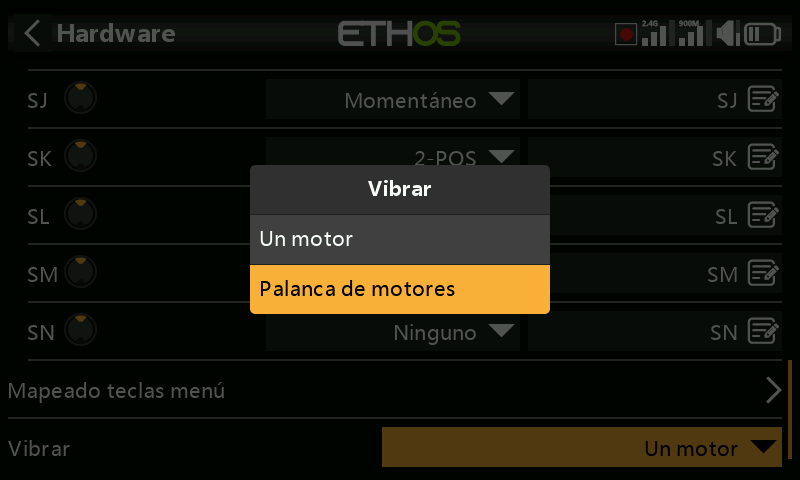 Hardware
ETHOS
2.4G
900M
SJ
Momentáneo
SJ
SK
2-POS
SK
Vibrar
SL
SL
Un motor
SM
SM
Palanca de motores
SN
Ninguno
SN
Mapeado teclas menú
Vibrar
Un motor